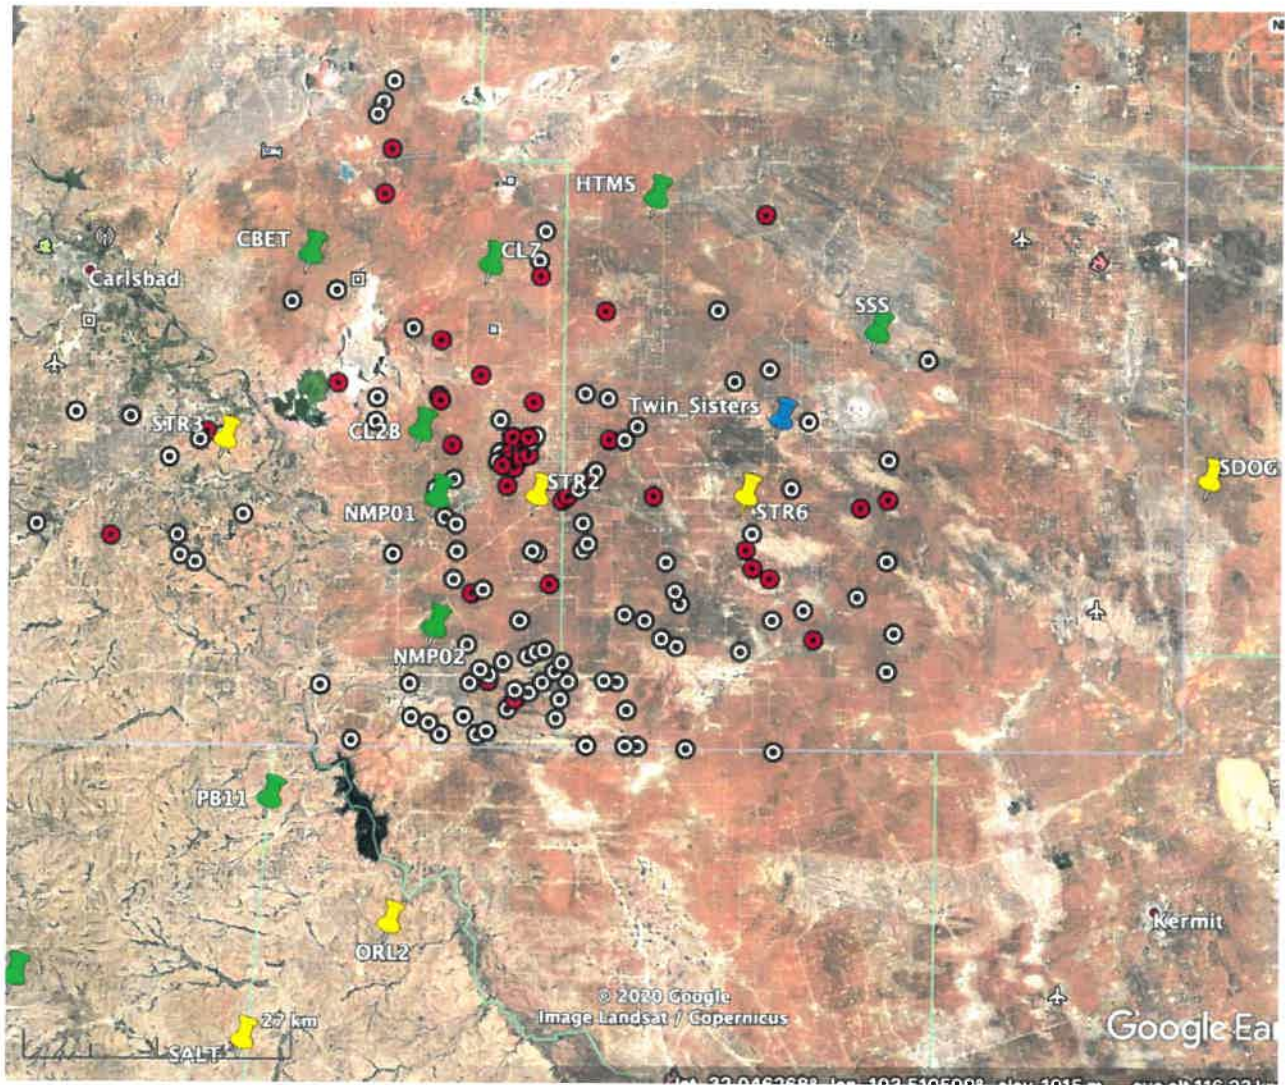 HTMS
CBET
CL7
Carlsbad
SSS
Twin_Sisters
STR3
CL2B
SDOG
STR2
NMP01
STR6
NMP02
PB11
Kermit
ORL2
© 2020 Google
Image Landsat / Copernicus
27 km
Google Ea
SALT